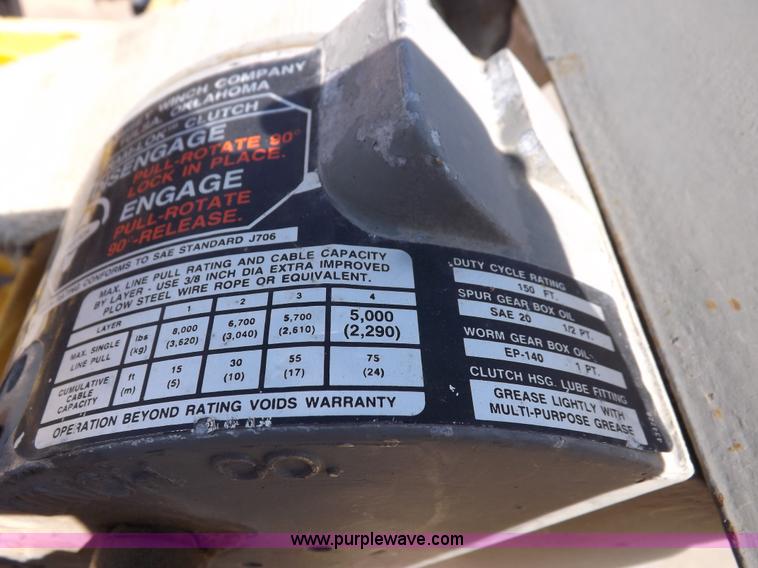 WINCH COMPANY
OKLAHOMA
CLUTCH
PULL-ROTATE 90°
LOCK IN PLACE.
ENGAGE
PULL-ROTATE
90°-RELEASE.
CONFORMS TO SAE STANDARD J706
MAX. LINE PULL RATING AND CABLE CAPACITY
BY LAYER - USE 3/8 INCH DIA EXTRA IMPROVED
PLOW STEEL WIRE ROPE OR EQUIVALENT.
LAYER 1 2 3 4
MAX. SINGLE LINE PULL lbs (kg) 8,000 (3,620) 6,700 (3,040) 5,700 (2,610) 5,000 (2,290)
CUMULATIVE CABLE CAPACITY ft (m) 15 (5) 30 (10) 55 (17) 75 (24)
OPERATION BEYOND RATING VOIDS WARRANTY
DUTY CYCLE RATING
150 FT.
SPUR GEAR BOX OIL
SAE 20 1/2 PT.
WORM GEAR BOX OIL
EP-140 1 PT.
CLUTCH HSG. LUBE FITTING
GREASE LIGHTLY WITH
MULTI-PURPOSE GREASE
www.purplewave.com